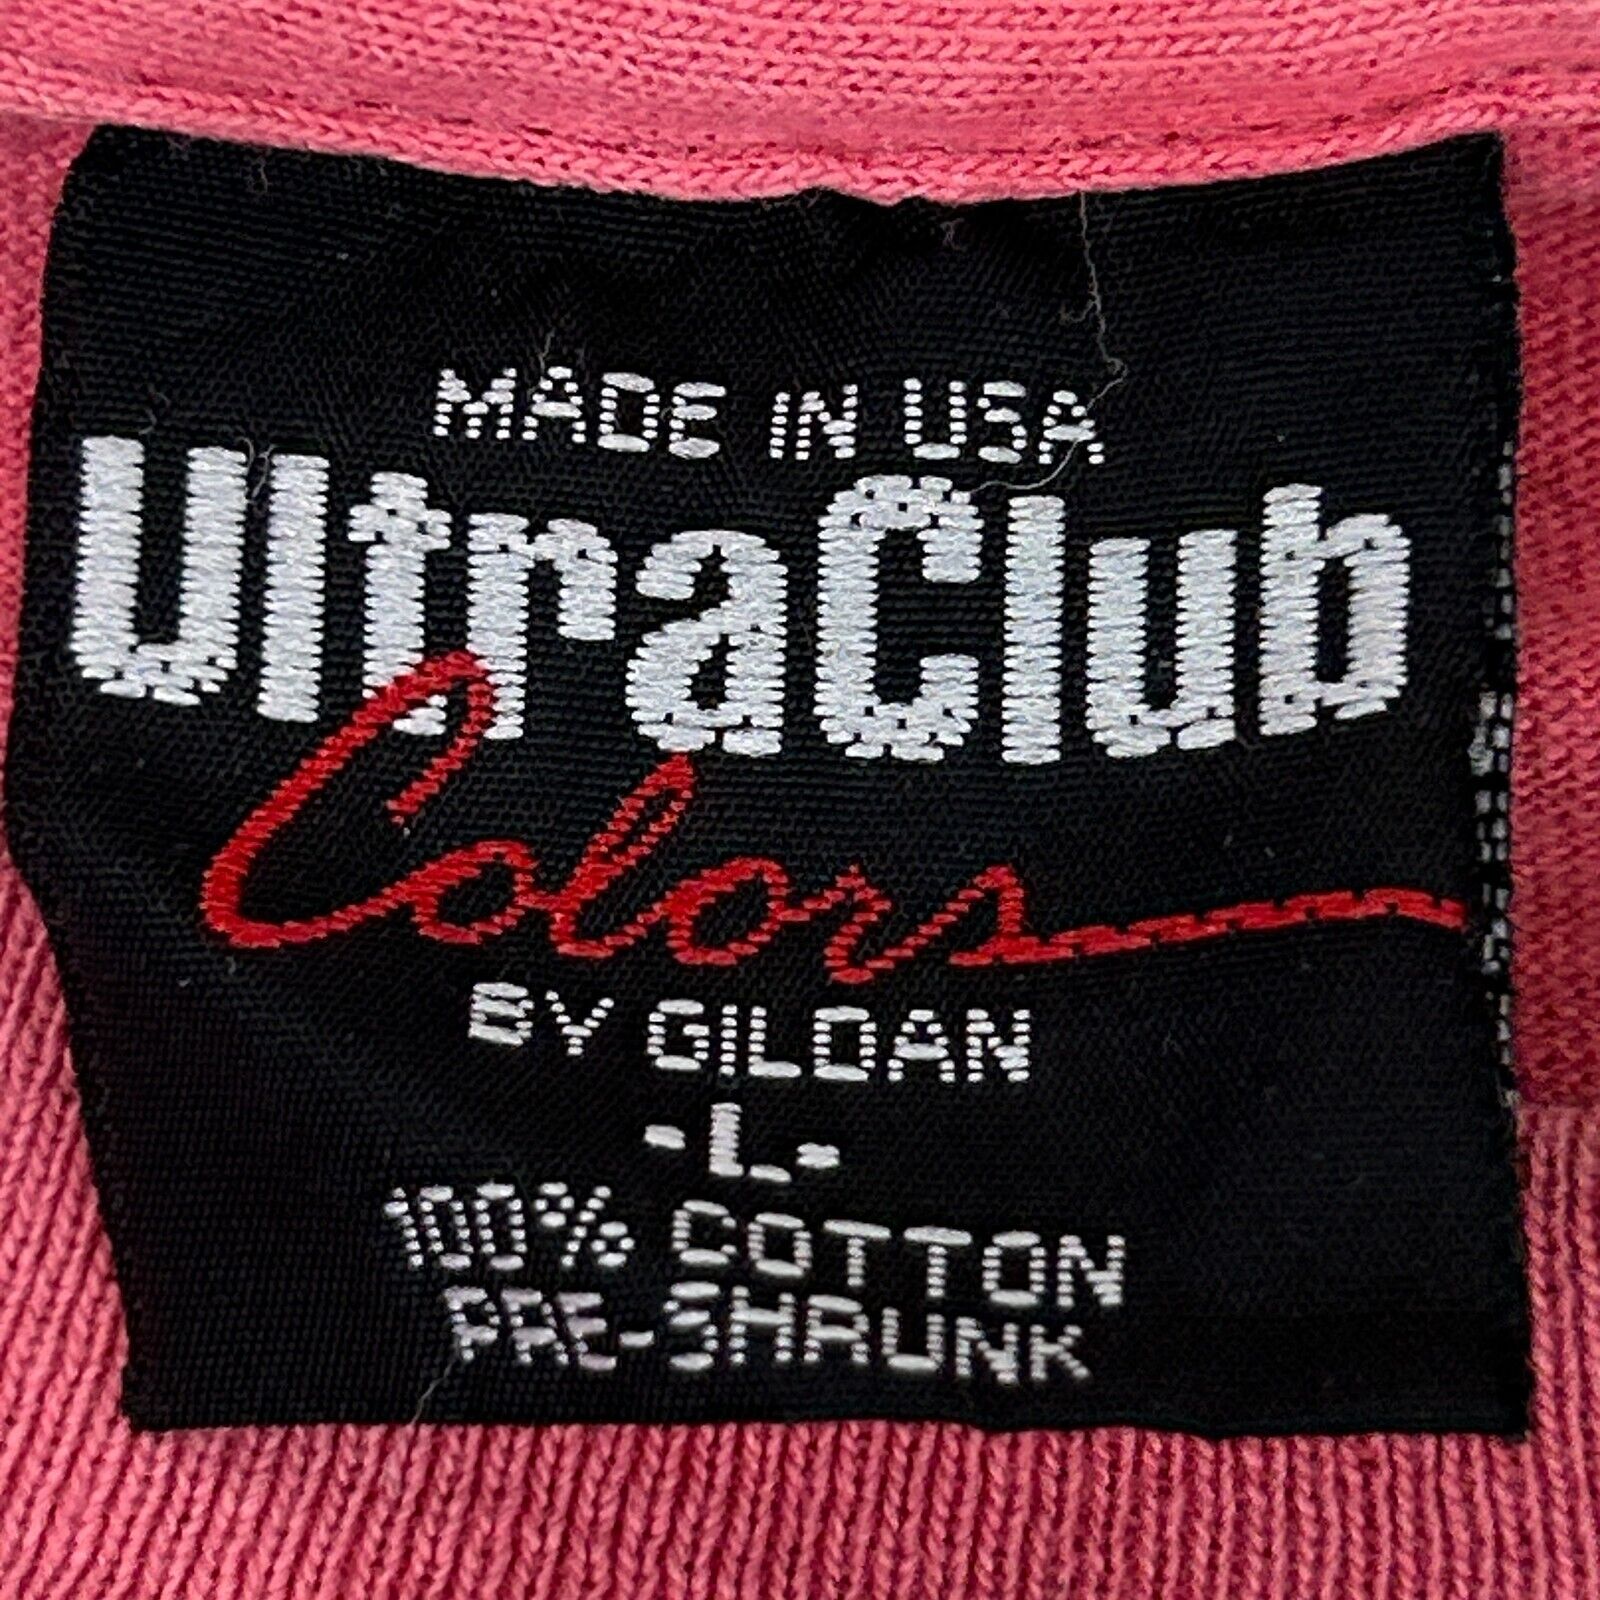 MADE IN USA
UltraClub
Colors
BY GILDAN
-L-
100% COTTON
PRE-SHRUNK